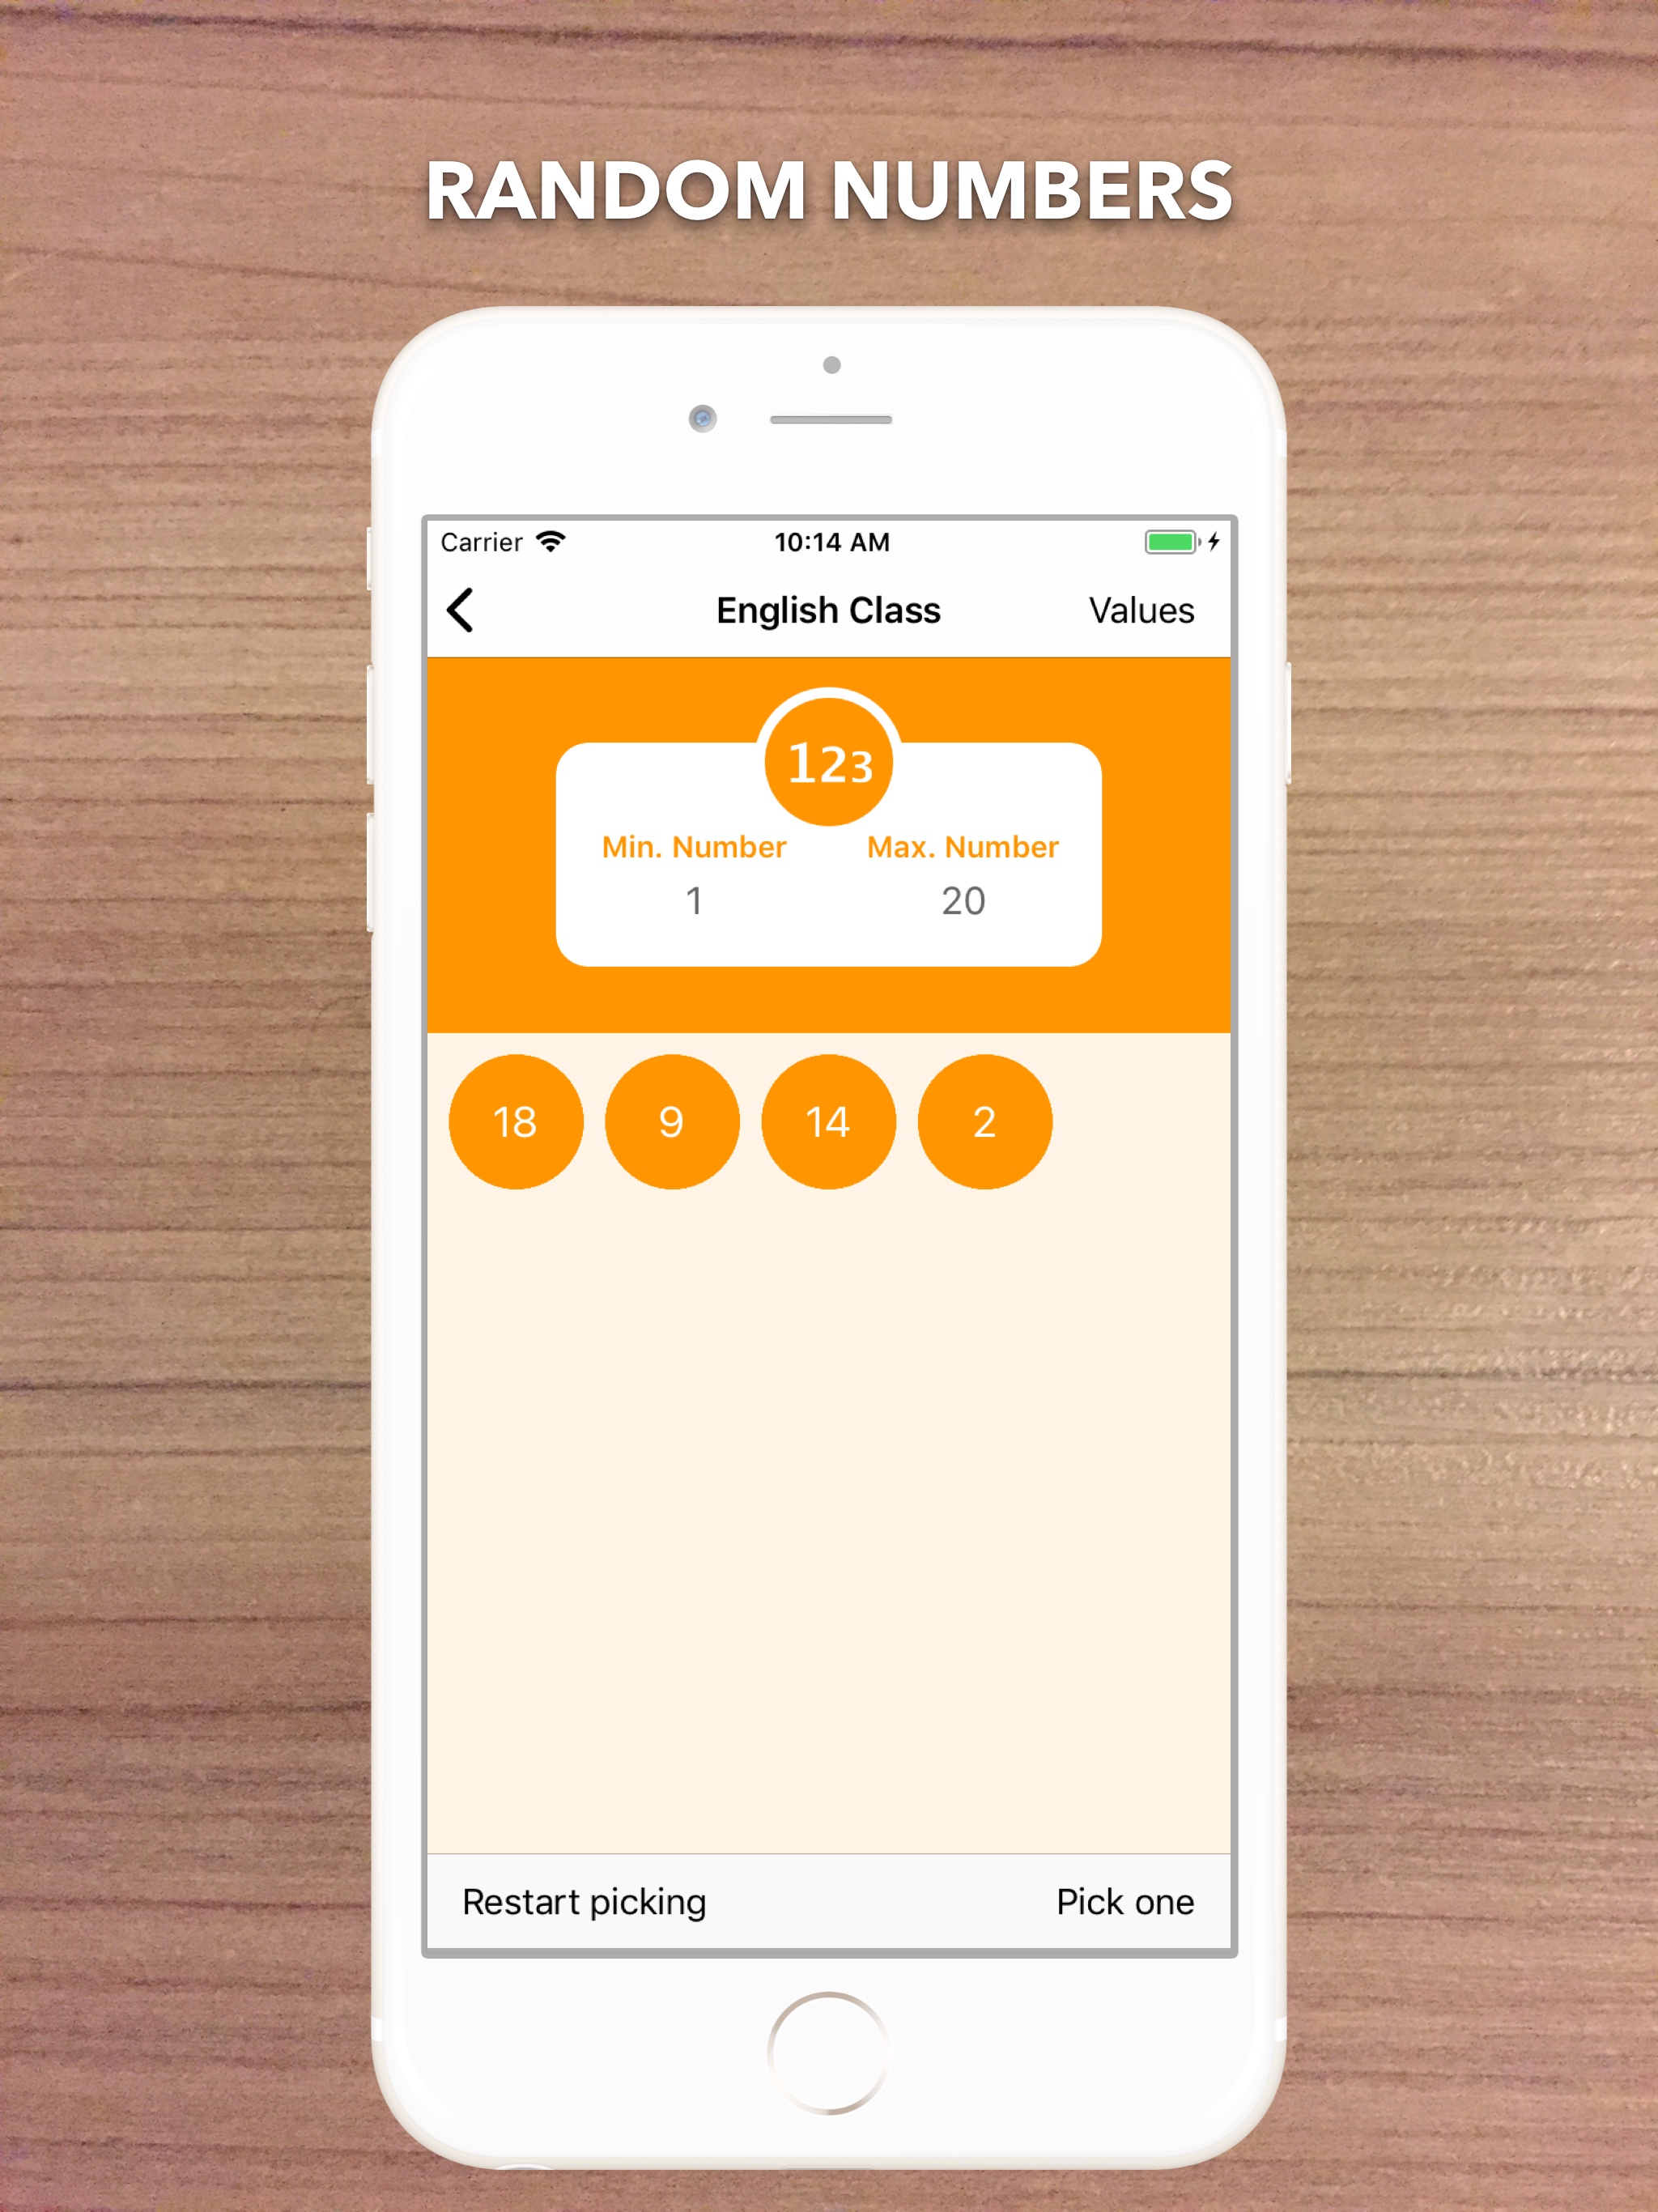 RANDOM NUMBERS
Carrier 10:14 AM
English Class Values
123
Min. Number Max. Number
1 20
18 9 14 2
Restart picking Pick one